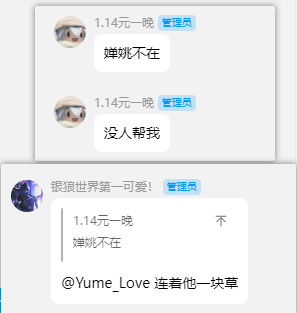 1.14元一晚 管理员
婵姚不在
1.14元一晚 管理员
没人帮我
银狼世界第一可爱! 管理员
1.14元一晚 不
婵姚不在
@Yume_Love 连着他一块草